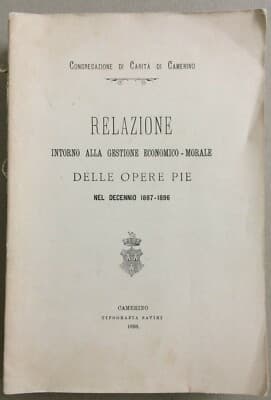 CONGREGAZIONE DI CARITÀ DI CAMERINO
RELAZIONE
INTORNO ALLA GESTIONE ECONOMICO-MORALE
DELLE OPERE PIE
NEL DECENNIO 1887-1896
CAMERINO
TIPOGRAFIA SAVINI
1898.